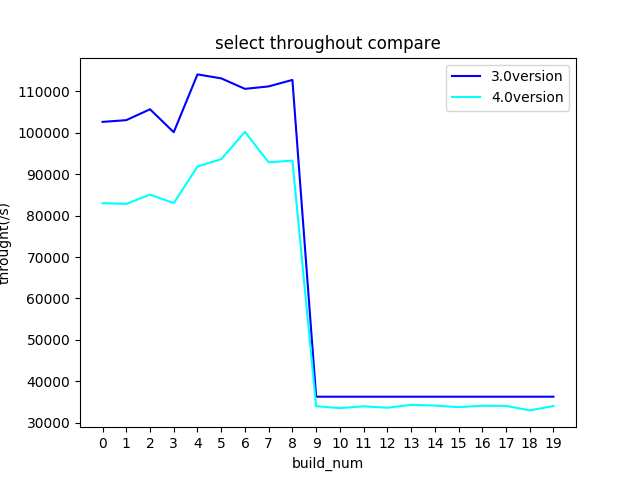 select throughout compare
3.0version
4.0version
110000
100000
90000
80000
70000
60000
50000
40000
30000
throught(/s)
0 1 2 3 4 5 6 7 8 9 10 11 12 13 14 15 16 17 18 19
build_num